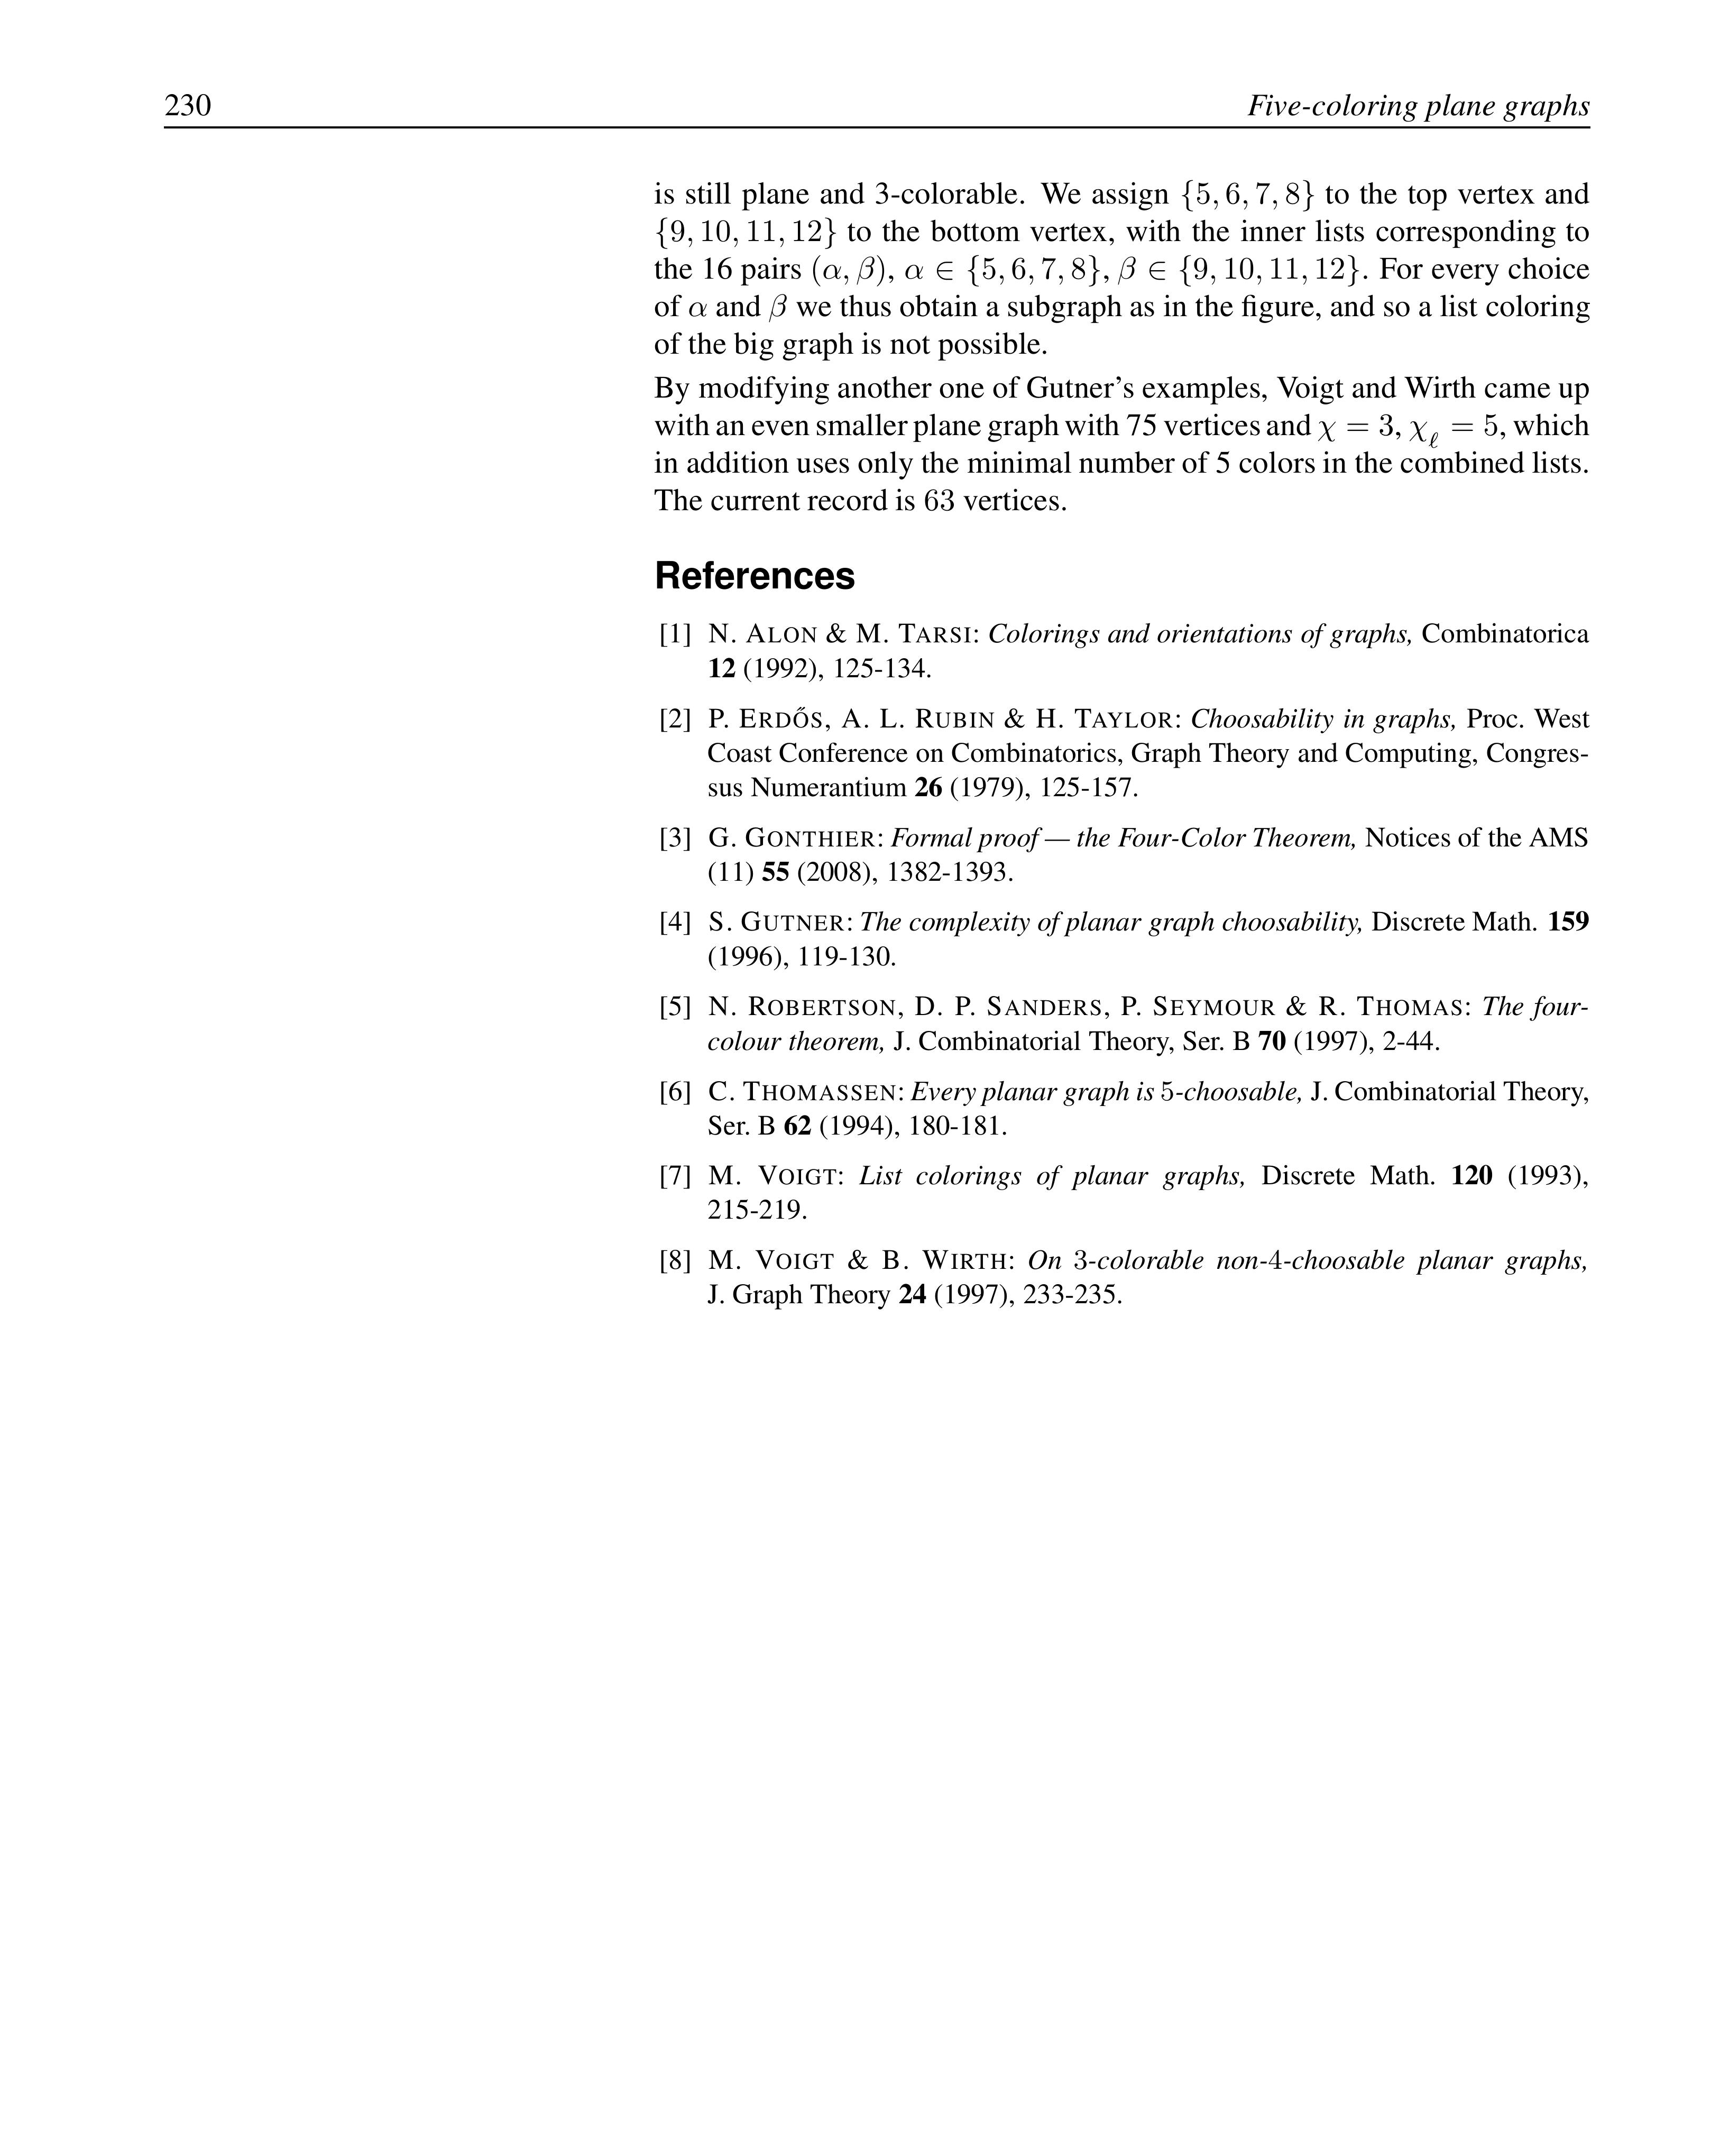 230
Five-coloring plane graphs
is still plane and 3-colorable. We assign {5, 6, 7, 8} to the top vertex and
{9, 10, 11, 12} to the bottom vertex, with the inner lists corresponding to
the 16 pairs (α, β), α ∈ {5, 6, 7, 8}, β ∈ {9, 10, 11, 12}. For every choice
of α and β we thus obtain a subgraph as in the figure, and so a list coloring
of the big graph is not possible.
By modifying another one of Gutner’s examples, Voigt and Wirth came up
with an even smaller plane graph with 75 vertices and χ = 3, χ_ℓ = 5, which
in addition uses only the minimal number of 5 colors in the combined lists.
The current record is 63 vertices.
References
[1] N. ALON & M. TARSI: Colorings and orientations of graphs, Combinatorica
12 (1992), 125-134.
[2] P. ERDŐS, A. L. RUBIN & H. TAYLOR: Choosability in graphs, Proc. West
Coast Conference on Combinatorics, Graph Theory and Computing, Congres-
sus Numerantium 26 (1979), 125-157.
[3] G. GONTHIER: Formal proof — the Four-Color Theorem, Notices of the AMS
(11) 55 (2008), 1382-1393.
[4] S. GUTNER: The complexity of planar graph choosability, Discrete Math. 159
(1996), 119-130.
[5] N. ROBERTSON, D. P. SANDERS, P. SEYMOUR & R. THOMAS: The four-
colour theorem, J. Combinatorial Theory, Ser. B 70 (1997), 2-44.
[6] C. THOMASSEN: Every planar graph is 5-choosable, J. Combinatorial Theory,
Ser. B 62 (1994), 180-181.
[7] M. VOIGT: List colorings of planar graphs, Discrete Math. 120 (1993),
215-219.
[8] M. VOIGT & B. WIRTH: On 3-colorable non-4-choosable planar graphs,
J. Graph Theory 24 (1997), 233-235.